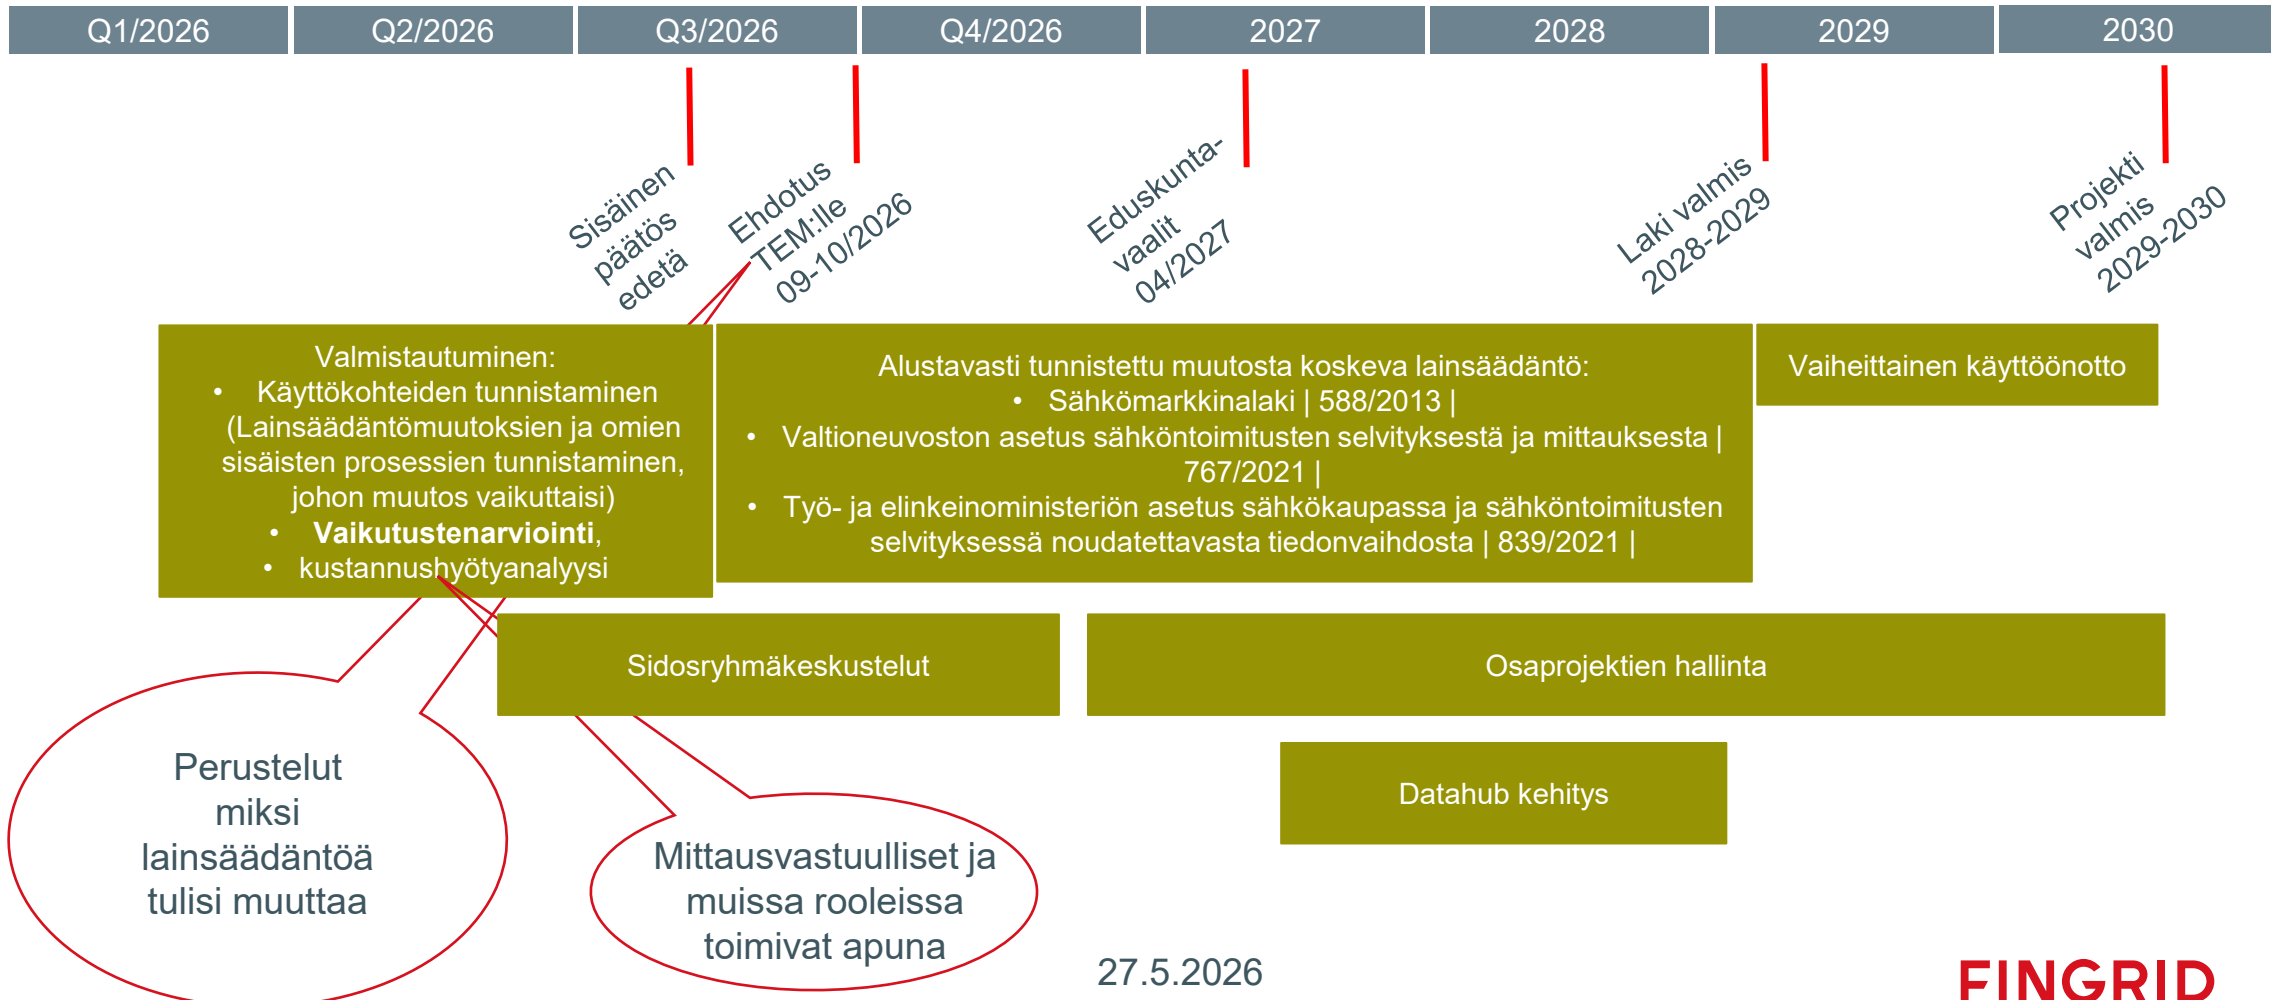 Q1/2026
Q2/2026
Q3/2026
Q4/2026
2027
2028
2029
2030
Sisäinen
päätös
edetä
Ehdotus
TEM:lle
09-10/2026
Eduskunta-
vaalit
04/2027
Laki valmis
2028-2029
Projekti
valmis
2029-2030
Valmistautuminen:
• Käyttökohteiden tunnistaminen
(Lainsäädäntömuutoksien ja omien
sisäisten prosessien tunnistaminen,
johon muutos vaikuttaisi)
• Vaikutustenarviointi,
• kustannushyötyanalyysi
Alustavasti tunnistettu muutosta koskeva lainsäädäntö:
• Sähkömarkkinalaki | 588/2013 |
• Valtioneuvoston asetus sähköntoimitusten selvityksestä ja mittauksesta |
767/2021 |
• Työ- ja elinkeinoministeriön asetus sähkökaupassa ja sähköntoimitusten
selvityksessä noudatettavasta tiedonvaihdosta | 839/2021 |
Vaiheittainen käyttöönotto
Sidosryhmäkeskustelut
Osaprojektien hallinta
Datahub kehitys
Perustelut
miksi
lainsäädäntöä
tulisi muuttaa
Mittausvastuulliset ja
muissa rooleissa
toimivat apuna
27.5.2026
FINGRID